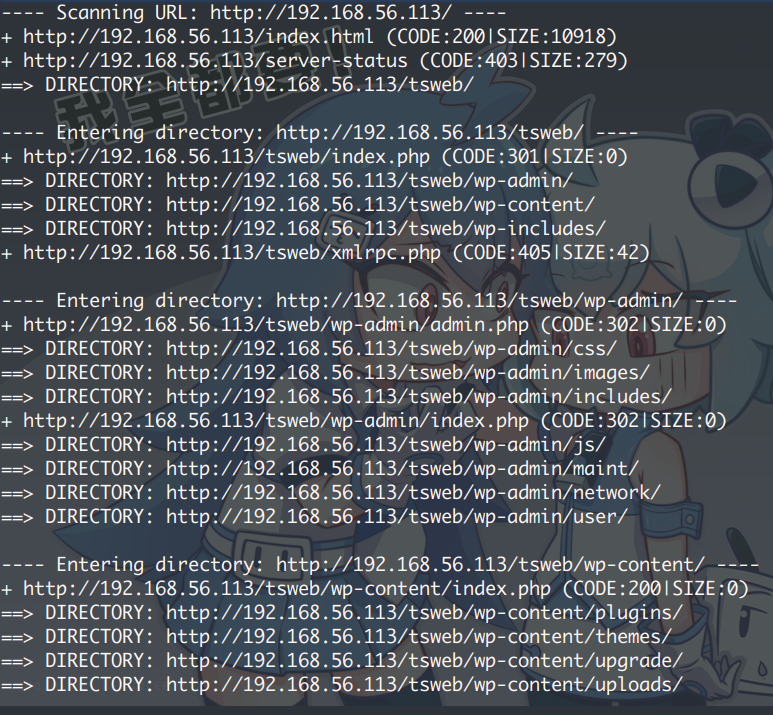 ---- Scanning URL: http://192.168.56.113/ ----
+ http://192.168.56.113/index.html (CODE:200|SIZE:10918)
+ http://192.168.56.113/server-status (CODE:403|SIZE:279)
==> DIRECTORY: http://192.168.56.113/tsweb/
我全都要!
---- Entering directory: http://192.168.56.113/tsweb/ ----
+ http://192.168.56.113/tsweb/index.php (CODE:301|SIZE:0)
==> DIRECTORY: http://192.168.56.113/tsweb/wp-admin/
==> DIRECTORY: http://192.168.56.113/tsweb/wp-content/
==> DIRECTORY: http://192.168.56.113/tsweb/wp-includes/
+ http://192.168.56.113/tsweb/xmlrpc.php (CODE:405|SIZE:42)
---- Entering directory: http://192.168.56.113/tsweb/wp-admin/ ----
+ http://192.168.56.113/tsweb/wp-admin/admin.php (CODE:302|SIZE:0)
==> DIRECTORY: http://192.168.56.113/tsweb/wp-admin/css/
==> DIRECTORY: http://192.168.56.113/tsweb/wp-admin/images/
==> DIRECTORY: http://192.168.56.113/tsweb/wp-admin/includes/
+ http://192.168.56.113/tsweb/wp-admin/index.php (CODE:302|SIZE:0)
==> DIRECTORY: http://192.168.56.113/tsweb/wp-admin/js/
==> DIRECTORY: http://192.168.56.113/tsweb/wp-admin/maint/
==> DIRECTORY: http://192.168.56.113/tsweb/wp-admin/network/
==> DIRECTORY: http://192.168.56.113/tsweb/wp-admin/user/
---- Entering directory: http://192.168.56.113/tsweb/wp-content/ ----
+ http://192.168.56.113/tsweb/wp-content/index.php (CODE:200|SIZE:0)
==> DIRECTORY: http://192.168.56.113/tsweb/wp-content/plugins/
==> DIRECTORY: http://192.168.56.113/tsweb/wp-content/themes/
==> DIRECTORY: http://192.168.56.113/tsweb/wp-content/upgrade/
==> DIRECTORY: http://192.168.56.113/tsweb/wp-content/uploads/